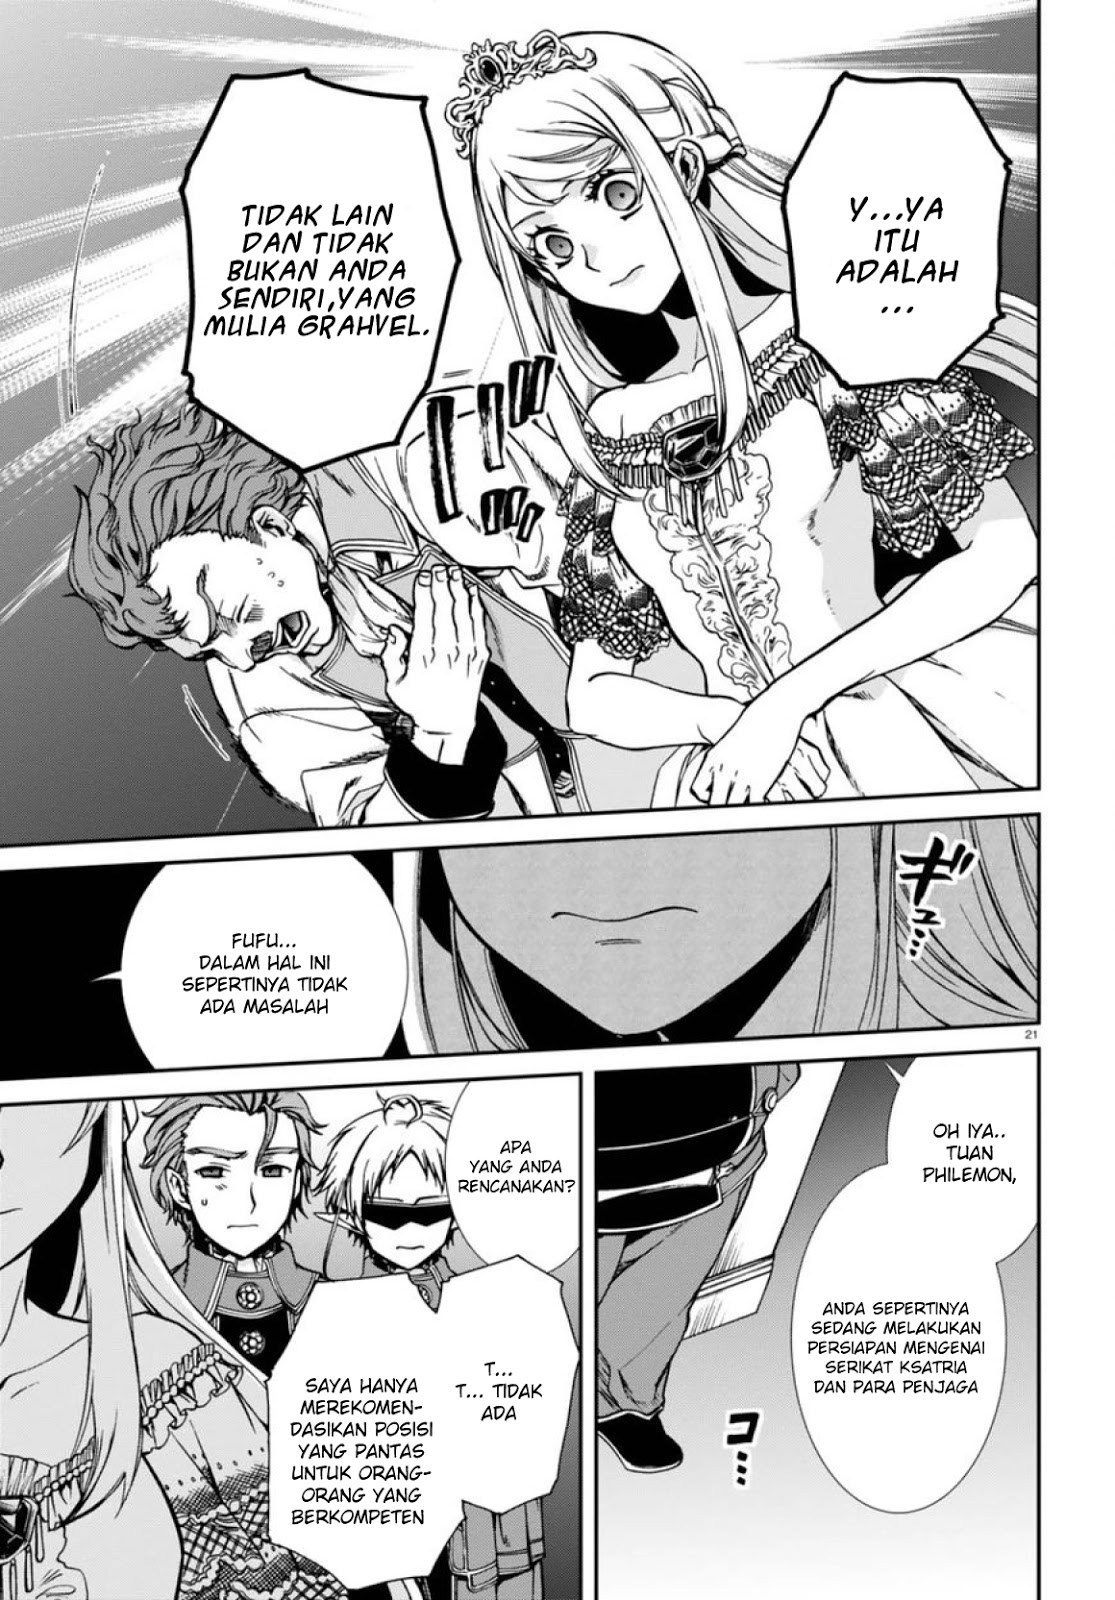 Y...YA
ITU
ADALAH
...
TIDAK LAIN
DAN TIDAK
BUKAN ANDA
SENDIRI,YANG
MULIA GRAHVEL.
ドドン
ギュ…
FUFU...
DALAM HAL INI
SEPERTINYA TIDAK
ADA MASALAH
21
OH IYA..
TUAN
PHILEMON,
ANDA SEPERTINYA
SEDANG MELAKUKAN
PERSIAPAN MENGENAI
SERIKAT KSATRIA
DAN PARA PENJAGA
コ…
APA
YANG ANDA
RENCANAKAN?
T...
T... TIDAK
ADA
SAYA HANYA
MEREKOMEN-
DASIKAN POSISI
YANG PANTAS
UNTUK ORANG-
ORANG YANG
BERKOMPETEN